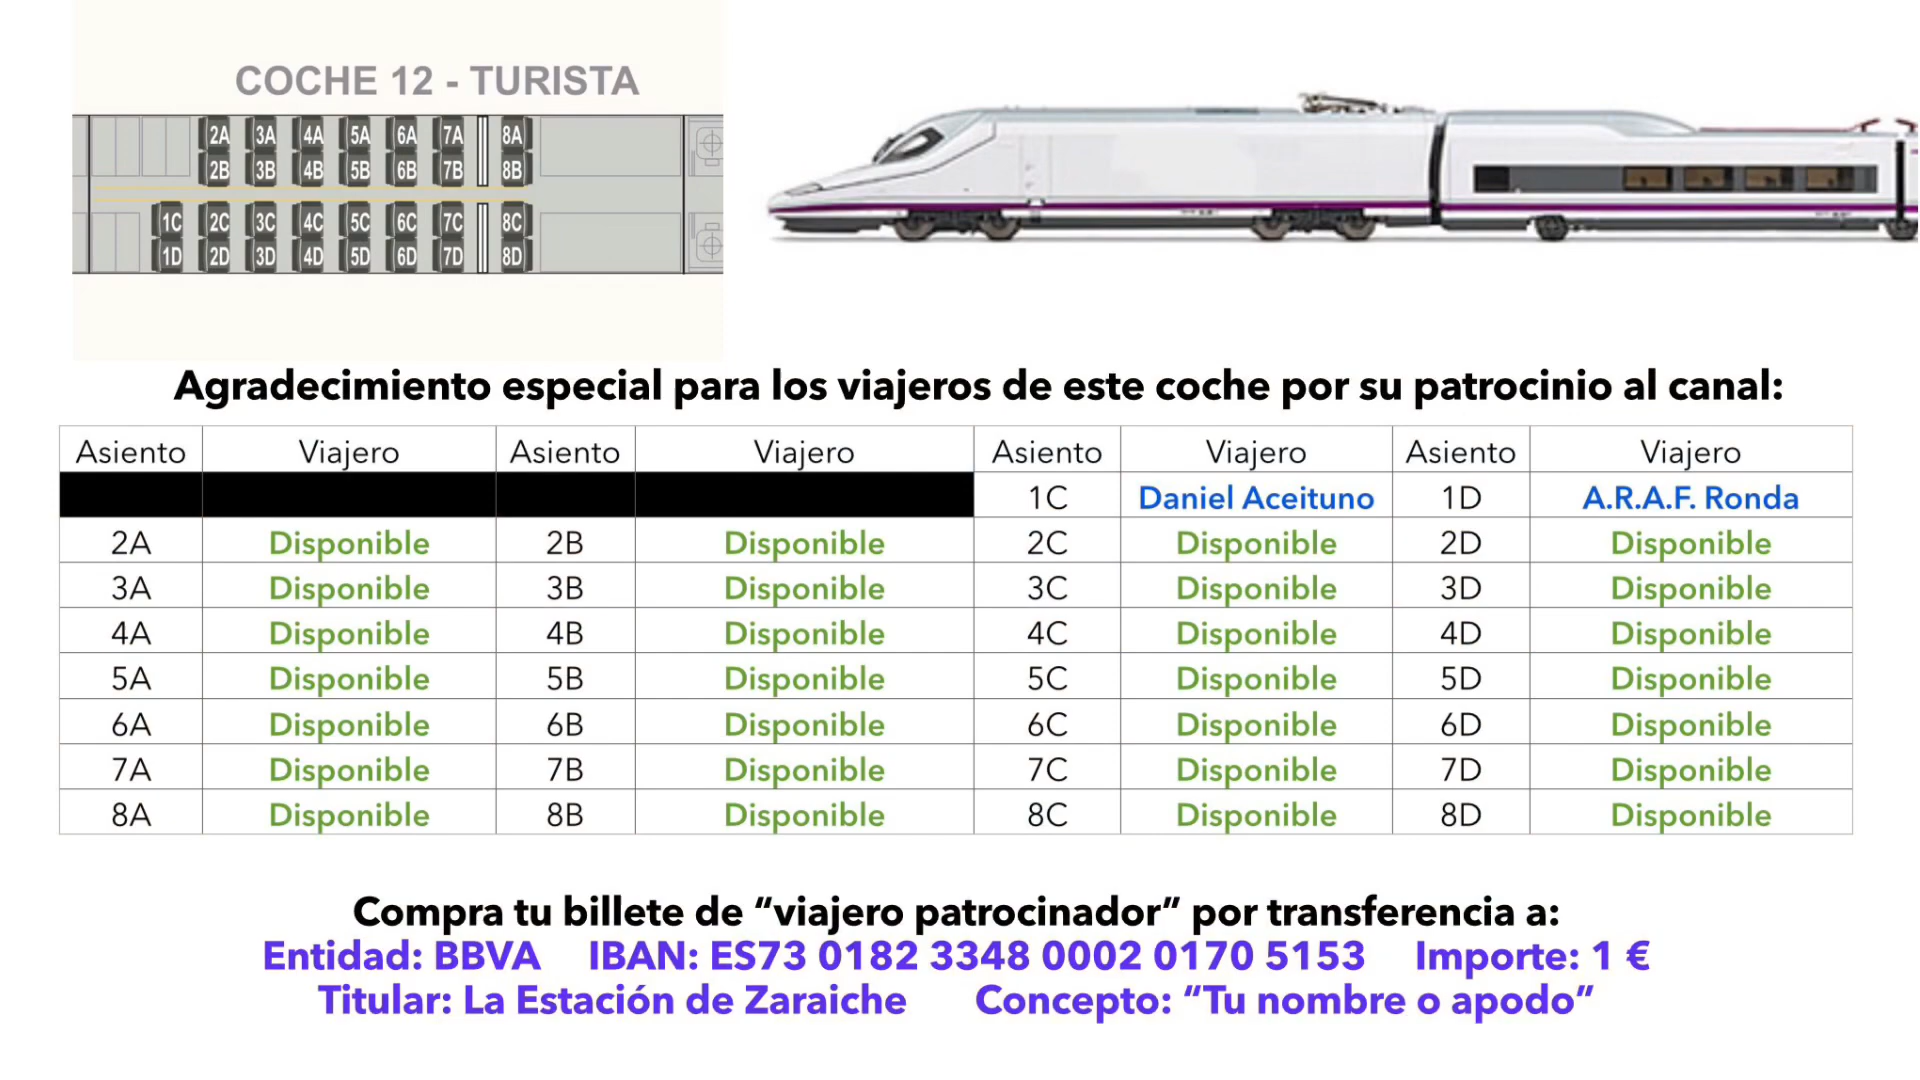 COCHE 12 - TURISTA
2A 3A 4A 5A 6A 7A 8A
2B 3B 4B 5B 6B 7B 8B
1C 2C 3C 4C 5C 6C 7C 8C
1D 2D 3D 4D 5D 6D 7D 8D
Agradecimiento especial para los viajeros de este coche por su patrocinio al canal:
Asiento Viajero Asiento Viajero Asiento Viajero Asiento Viajero
1C Daniel Aceituno 1D A.R.A.F. Ronda
2A Disponible 2B Disponible 2C Disponible 2D Disponible
3A Disponible 3B Disponible 3C Disponible 3D Disponible
4A Disponible 4B Disponible 4C Disponible 4D Disponible
5A Disponible 5B Disponible 5C Disponible 5D Disponible
6A Disponible 6B Disponible 6C Disponible 6D Disponible
7A Disponible 7B Disponible 7C Disponible 7D Disponible
8A Disponible 8B Disponible 8C Disponible 8D Disponible
Compra tu billete de “viajero patrocinador” por transferencia a:
Entidad: BBVA IBAN: ES73 0182 3348 0002 0170 5153 Importe: 1 €
Titular: La Estación de Zaraiche Concepto: “Tu nombre o apodo”